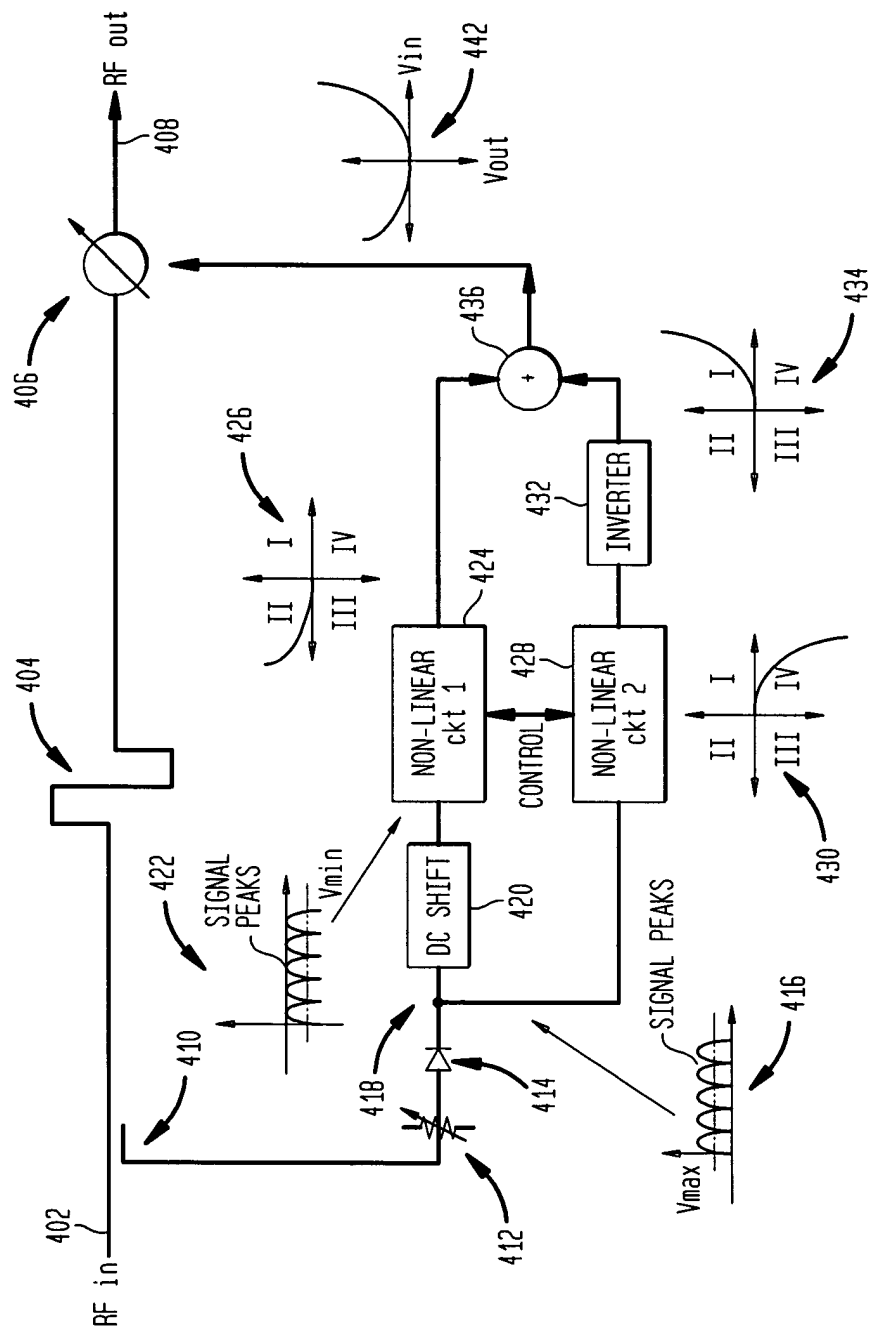 RF in
402
410
404
406
408
RF out
422
SIGNAL
PEAKS
Vmin
426
II
I
III
IV
Vin
Vout
442
412
414
418
DC SHIFT
420
NON-LINEAR
ckt 1
424
CONTROL
NON-LINEAR
ckt 2
428
INVERTER
432
+
436
Vmax
SIGNAL PEAKS
416
II
I
III
IV
430
II
I
III
IV
434